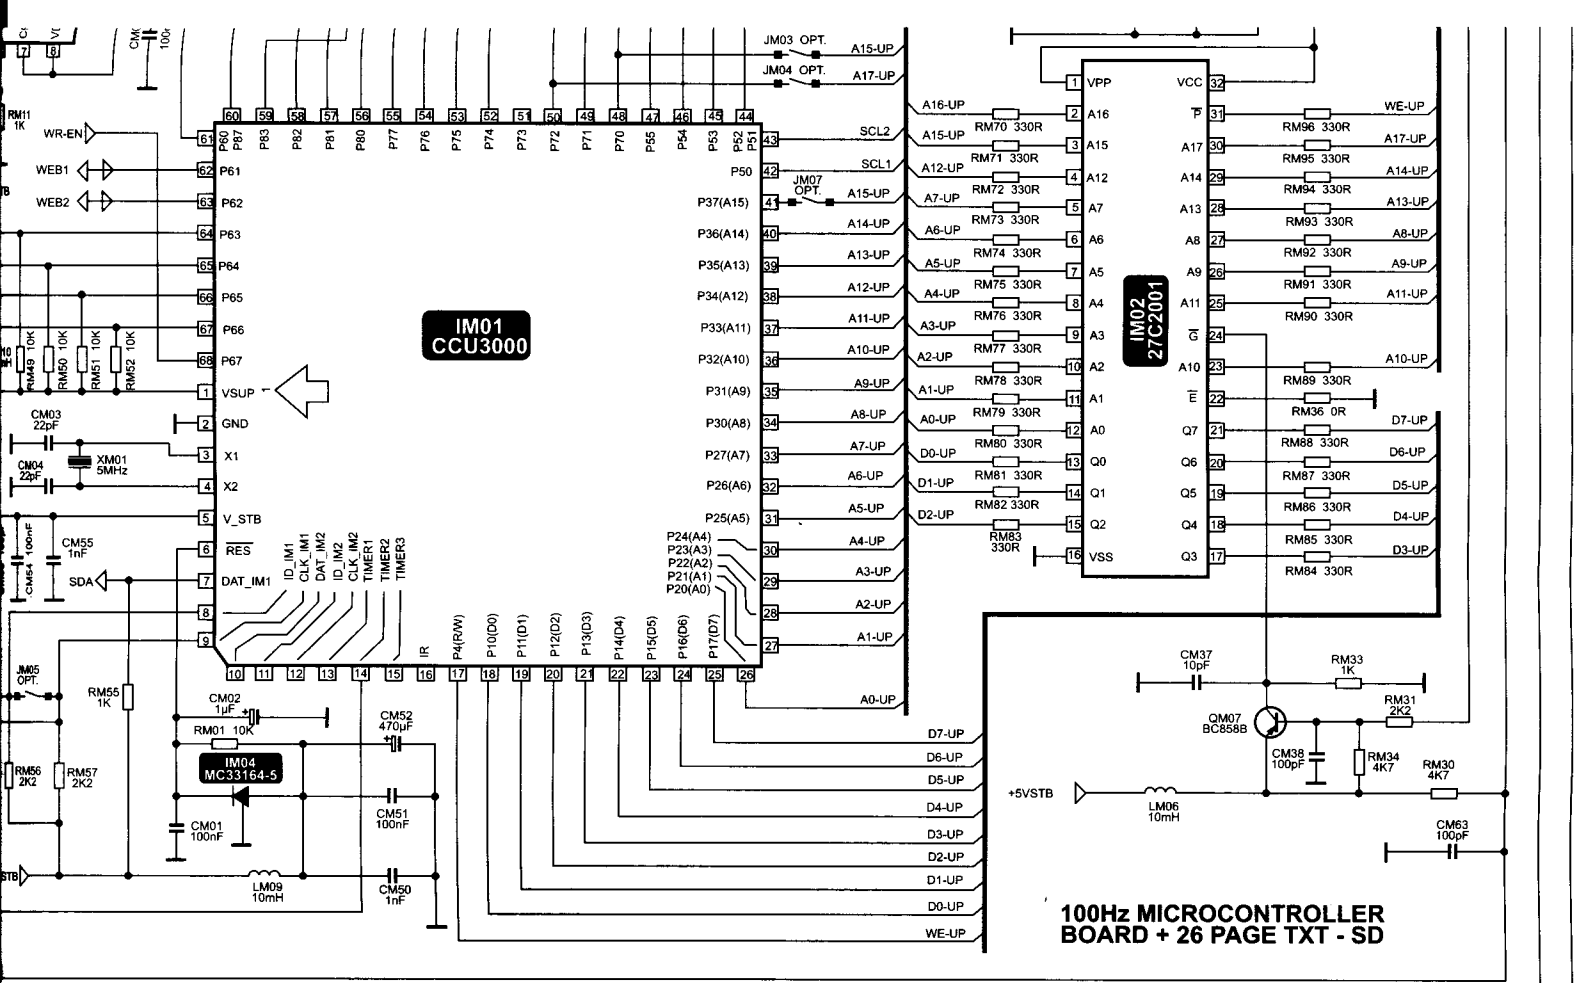 7 8
100
JM03 OPT.
A15-UP
JM04 OPT.
A17-UP
RM11
1K
WR-EN
WEB1
WEB2
60 59 58 57 56 55 54 53 52 51 50 49 48 47 46 45 44
P60 P87 P83 P82 P81 P80 P77 P76 P75 P74 P73 P72 P71 P70 P55 P54 P53 P52 P51
61
62 P61
63 P62
64 P63
65 P64
66 P65
67 P66
68 P67
1 VSUP 1
2 GND
3 X1
4 X2
5 V_STB
6 RES
7 DAT_IM1
8
9
RM49 10K
RM50 10K
RM51 10K
RM52 10K
CM03
22pF
CM04
22pF
XM01
5MHz
CM54 100nF
CM55
1nF
SDA
IM01
CCU3000
ID_IM1
CLK_IM1
DAT_IM2
ID_IM2
CLK_IM2
TIMER1
TIMER2
TIMER3
IR
P4(R/W)
P10(D0)
P11(D1)
P12(D2)
P13(D3)
P14(D4)
P15(D5)
P16(D6)
P17(D7)
10 11 12 13 14 15 16 17 18 19 20 21 22 23 24 25 26
43 SCL2
P50 42 SCL1
JM07
OPT.
P37(A15) 41 A15-UP
P36(A14) 40 A14-UP
P35(A13) 39 A13-UP
P34(A12) 38 A12-UP
P33(A11) 37 A11-UP
P32(A10) 36 A10-UP
P31(A9) 35 A9-UP
P30(A8) 34 A8-UP
P27(A7) 33 A7-UP
P26(A6) 32 A6-UP
P25(A5) 31 A5-UP
P24(A4) 30 A4-UP
P23(A3) 29 A3-UP
P22(A2) 28 A2-UP
P21(A1) 27 A1-UP
P20(A0)
A0-UP
JM05
OPT.
RM55
1K
RM56
2K2
RM57
2K2
CM02
1µF +
RM01 10K
IM04
MC33164-5
CM01
100nF
CM52
470µF
+
CM51
100nF
CM50
1nF
LM09
10mH
STB
D7-UP
D6-UP
D5-UP
D4-UP
D3-UP
D2-UP
D1-UP
D0-UP
WE-UP
A16-UP
RM70 330R
A15-UP
RM71 330R
A12-UP
RM72 330R
A7-UP
RM73 330R
A6-UP
RM74 330R
A5-UP
RM75 330R
A4-UP
RM76 330R
A3-UP
RM77 330R
A2-UP
RM78 330R
A1-UP
RM79 330R
A0-UP
RM80 330R
D0-UP
RM81 330R
D1-UP
RM82 330R
D2-UP
RM83
330R
1 VPP VCC 32
2 A16 P 31
3 A15 A17 30
4 A12 A14 29
5 A7 A13 28
6 A6 A8 27
7 A5 A9 26
8 A4 A11 25
9 A3 G 24
10 A2 A10 23
11 A1 E 22
12 A0 Q7 21
13 Q0 Q6 20
14 Q1 Q5 19
15 Q2 Q4 18
16 VSS Q3 17
IM02
27C2001
WE-UP
RM96 330R
A17-UP
RM95 330R
A14-UP
RM94 330R
A13-UP
RM93 330R
A8-UP
RM92 330R
A9-UP
RM91 330R
A11-UP
RM90 330R
A10-UP
RM89 330R
RM36 0R
D7-UP
RM88 330R
D6-UP
RM87 330R
D5-UP
RM86 330R
D4-UP
RM85 330R
D3-UP
RM84 330R
CM37
10pF
RM33
1K
RM31
2K2
QM07
BC858B
CM38
100pF
RM34
4K7
RM30
4K7
+5VSTB
LM06
10mH
CM63
100pF
100Hz MICROCONTROLLER
BOARD + 26 PAGE TXT - SD